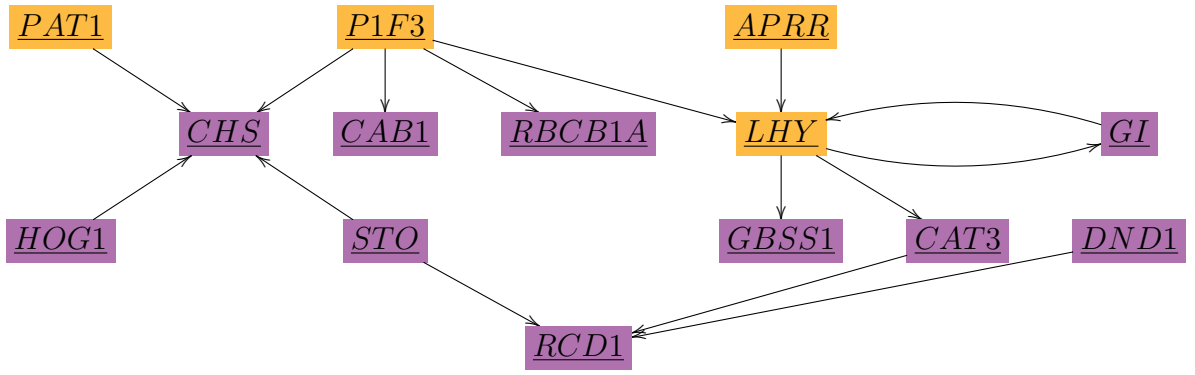 PAT1 P1F3 APRR
CHS CAB1 RBCB1A LHY GI
HOG1 STO GBSS1 CAT3 DND1
RCD1